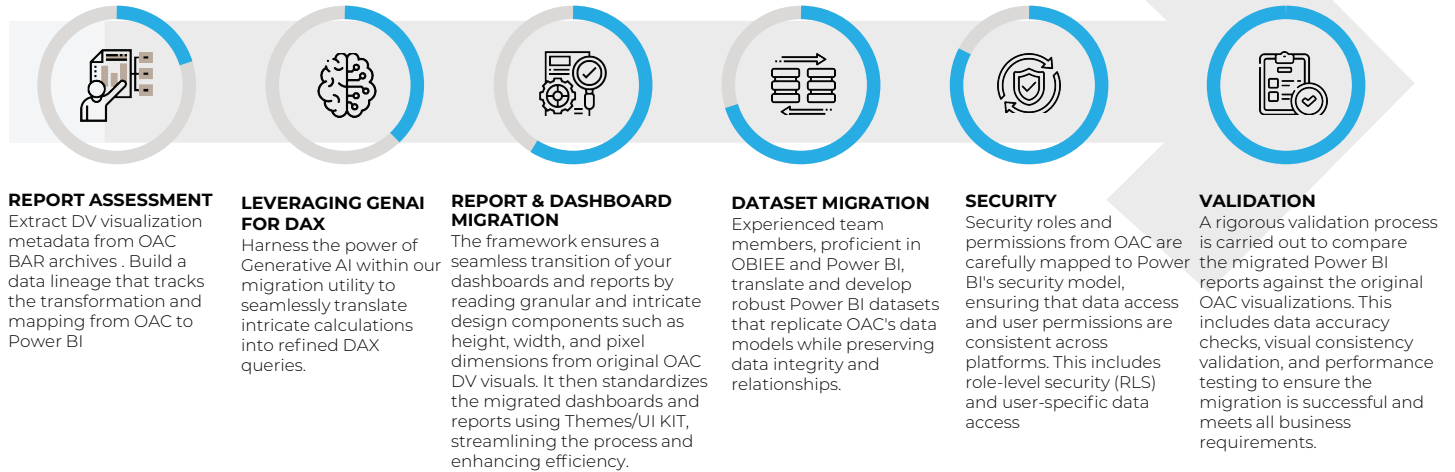 REPORT ASSESSMENT
Extract DV visualization
metadata from OAC
BAR archives . Build a
data lineage that tracks
the transformation and
mapping from OAC to
Power BI
LEVERAGING GENAI
FOR DAX
Harness the power of
Generative AI within our
migration utility to
seamlessly translate
intricate calculations
into refined DAX
queries.
REPORT & DASHBOARD
MIGRATION
The framework ensures a
seamless transition of your
dashboards and reports by
reading granular and intricate
design components such as
height, width, and pixel
dimensions from original OAC
DV visuals. It then standardizes
the migrated dashboards and
reports using Themes/UI KIT,
streamlining the process and
enhancing efficiency.
DATASET MIGRATION
Experienced team
members, proficient in
OBIEE and Power BI,
translate and develop
robust Power BI datasets
that replicate OAC's data
models while preserving
data integrity and
relationships.
SECURITY
Security roles and
permissions from OAC are
carefully mapped to Power
BI's security model,
ensuring that data access
and user permissions are
consistent across
platforms. This includes
role-level security (RLS)
and user-specific data
access
VALIDATION
A rigorous validation process
is carried out to compare
the migrated Power BI
reports against the original
OAC visualizations. This
includes data accuracy
checks, visual consistency
validation, and performance
testing to ensure the
migration is successful and
meets all business
requirements.